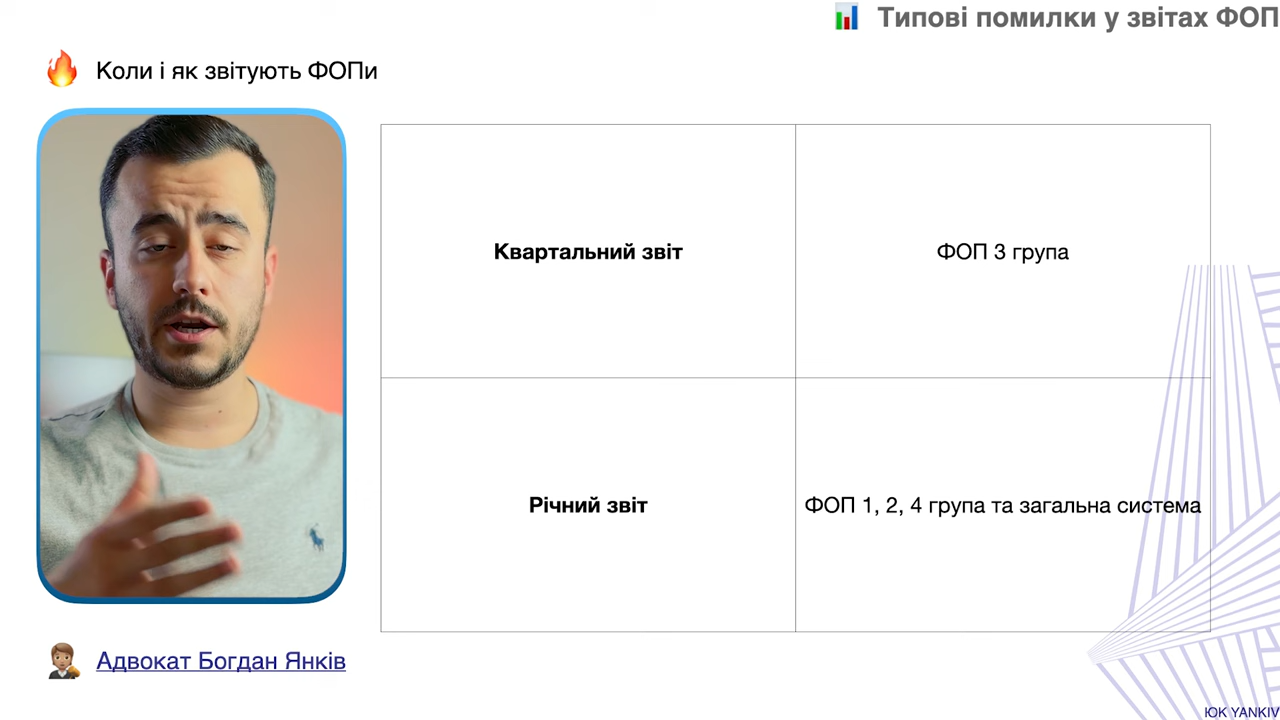 Типові помилки у звітах ФОП
Коли і як звітують ФОПи
Квартальний звіт
ФОП 3 група
Річний звіт
ФОП 1, 2, 4 група та загальна система
Адвокат Богдан Янків
ЮК YANKIV